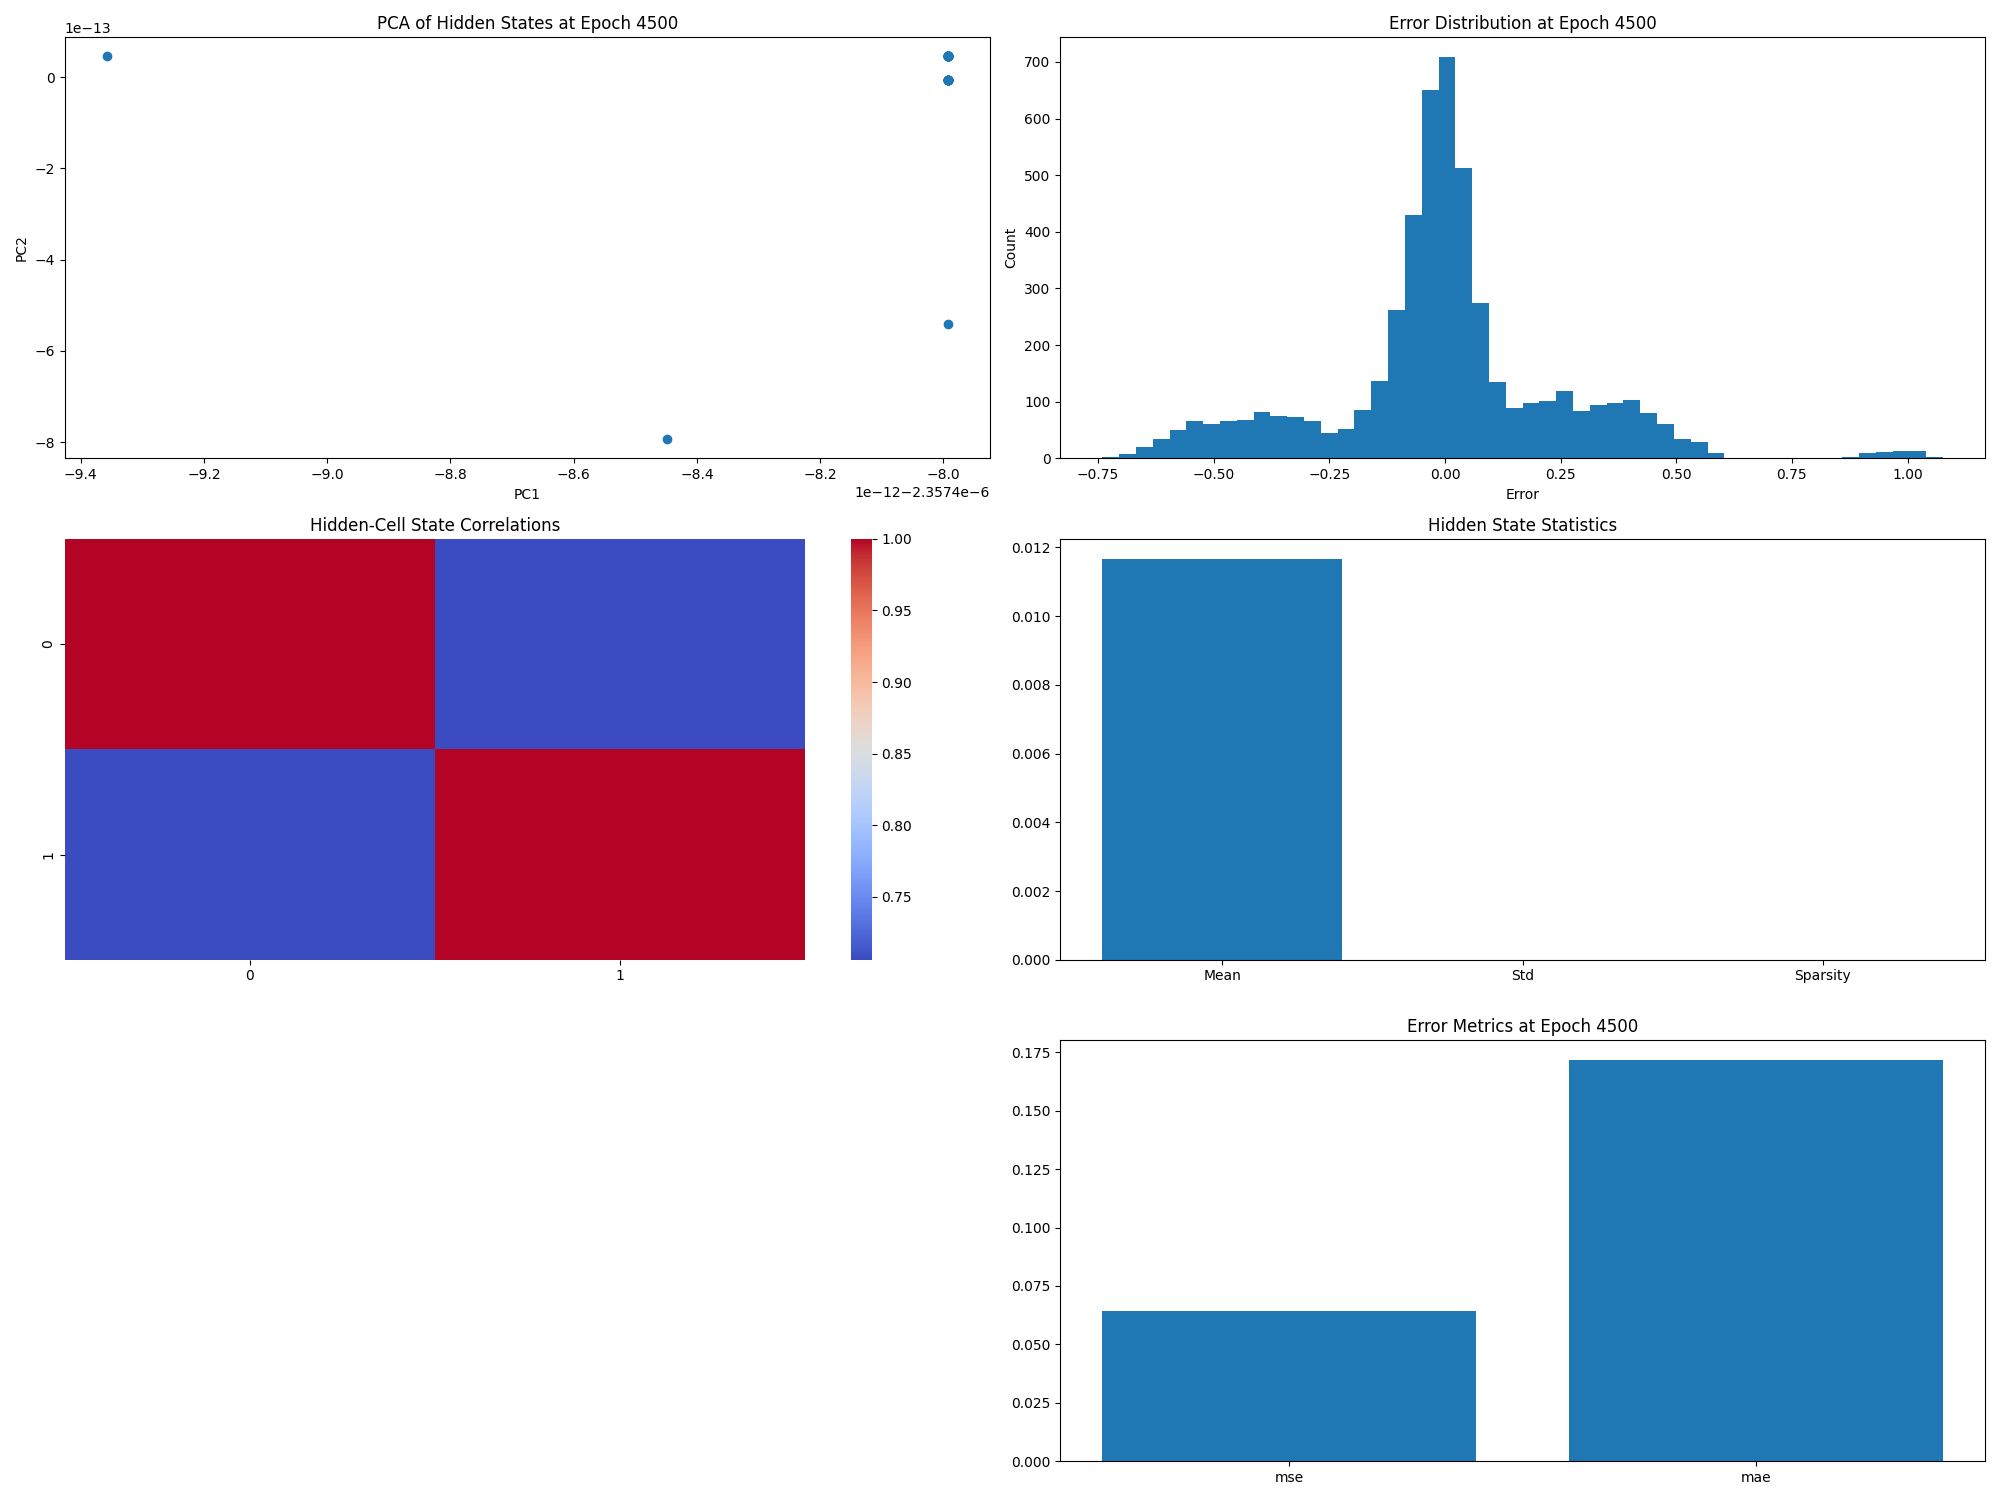 PCA of Hidden States at Epoch 4500
1e−13
PC2
0
−2
−4
−6
−8
−9.4 −9.2 −9.0 −8.8 −8.6 −8.4 −8.2 −8.0
PC1
1e−12−2.3574e−6
Error Distribution at Epoch 4500
Count
700
600
500
400
300
200
100
0
−0.75 −0.50 −0.25 0.00 0.25 0.50 0.75 1.00
Error
Hidden-Cell State Correlations
0
1
0 1
1.00
0.95
0.90
0.85
0.80
0.75
Hidden State Statistics
0.012
0.010
0.008
0.006
0.004
0.002
0.000
Mean Std Sparsity
Error Metrics at Epoch 4500
0.175
0.150
0.125
0.100
0.075
0.050
0.025
0.000
mse mae